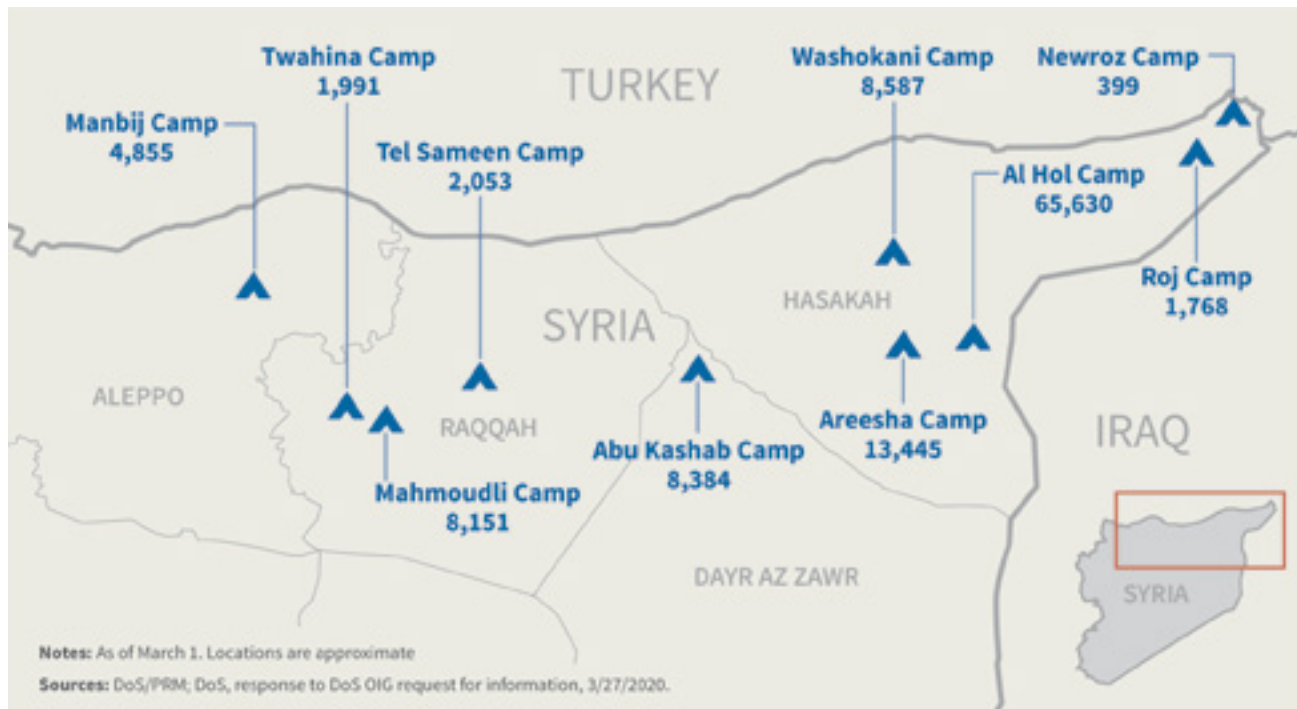 Twahina Camp
1,991
TURKEY
Washokani Camp
8,587
Newroz Camp
399
Manbij Camp
4,855
Tel Sameen Camp
2,053
Al Hol Camp
65,630
Roj Camp
1,768
HASAKAH
SYRIA
ALEPPO
RAQQAH
Abu Kashab Camp
8,384
Areesha Camp
13,445
IRAQ
Mahmoudli Camp
8,151
DAYR AZ ZAWR
SYRIA
Notes: As of March 1. Locations are approximate
Sources: DoS/PRM; DoS, response to DoS OIG request for information, 3/27/2020.